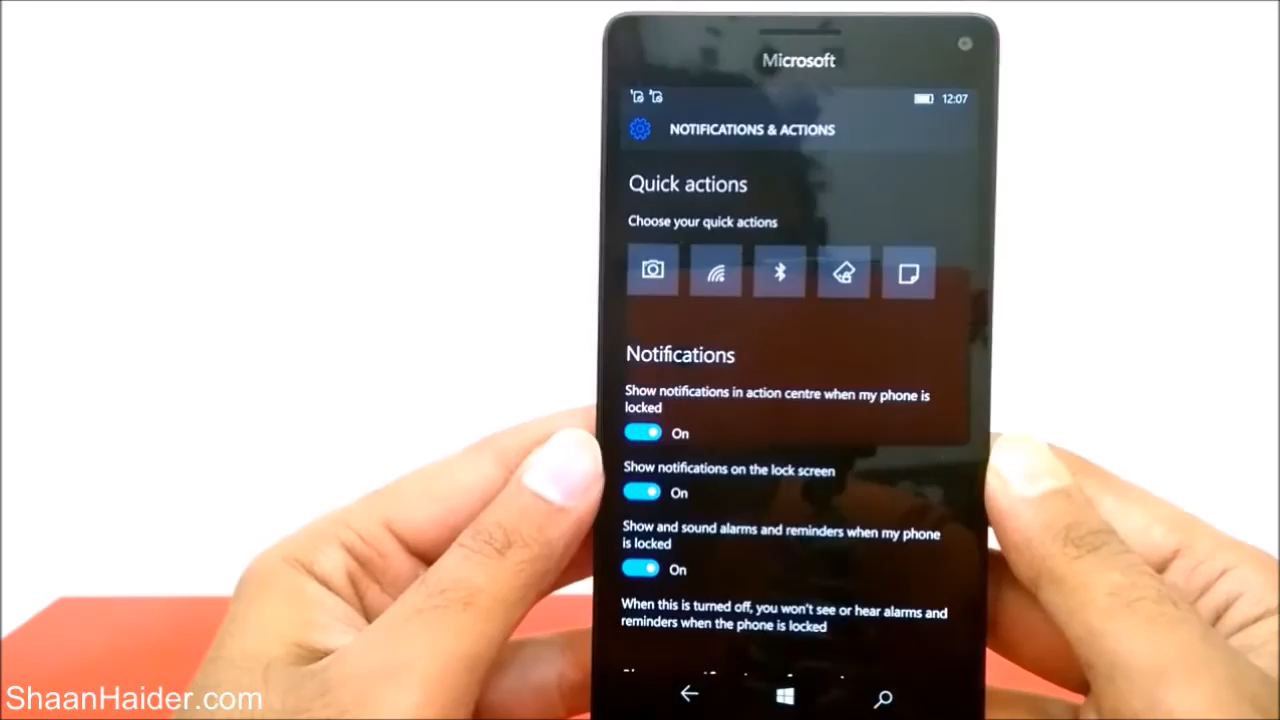 Microsoft
12:07
NOTIFICATIONS & ACTIONS
Quick actions
Choose your quick actions
Notifications
Show notifications in action centre when my phone is
locked
On
Show notifications on the lock screen
On
Show and sound alarms and reminders when my phone
is locked
On
When this is turned off, you won't see or hear alarms and
reminders when the phone is locked
ShaanHaider.com